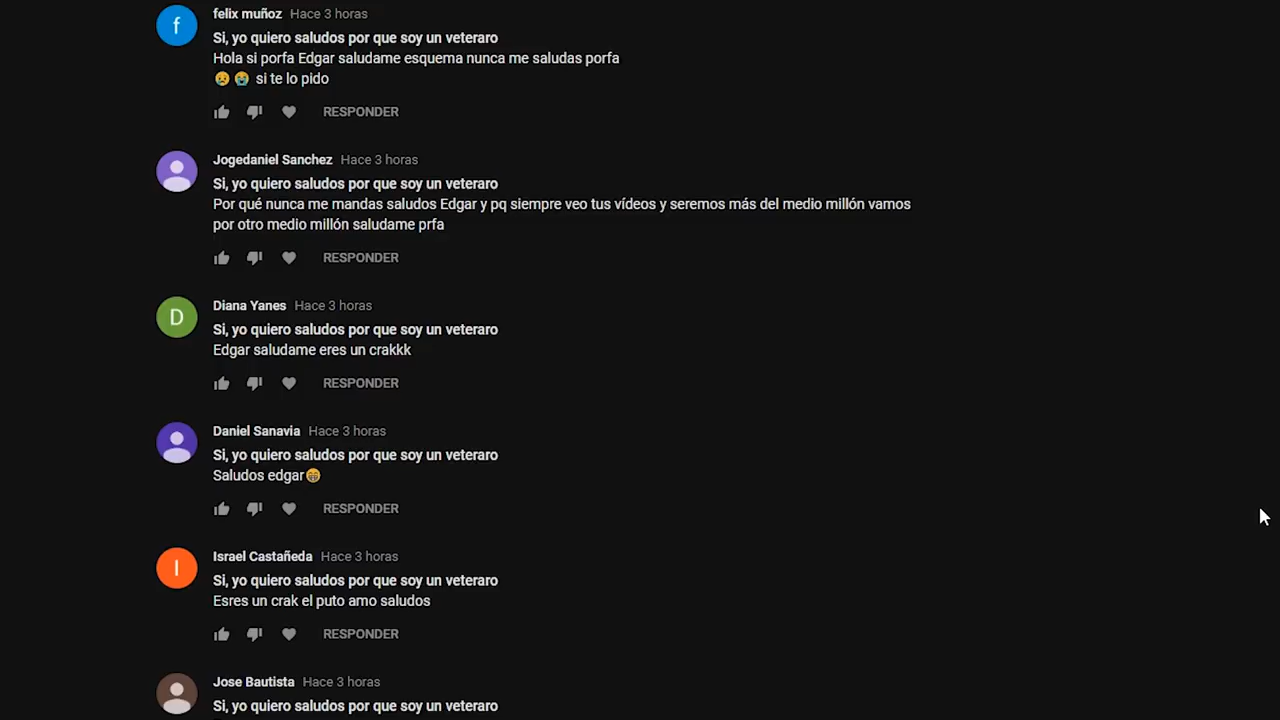 f
felix muñoz Hace 3 horas
Si, yo quiero saludos por que soy un veteraro
Hola si porfa Edgar saludame esquema nunca me saludas porfa
😥 😭 si te lo pido
RESPONDER
Jogedaniel Sanchez Hace 3 horas
Si, yo quiero saludos por que soy un veteraro
Por qué nunca me mandas saludos Edgar y pq siempre veo tus vídeos y seremos más del medio millón vamos
por otro medio millón saludame prfa
RESPONDER
D
Diana Yanes Hace 3 horas
Si, yo quiero saludos por que soy un veteraro
Edgar saludame eres un crakkk
RESPONDER
Daniel Sanavia Hace 3 horas
Si, yo quiero saludos por que soy un veteraro
Saludos edgar😁
RESPONDER
I
Israel Castañeda Hace 3 horas
Si, yo quiero saludos por que soy un veteraro
Esres un crak el puto amo saludos
RESPONDER
Jose Bautista Hace 3 horas
Si, yo quiero saludos por que soy un veteraro